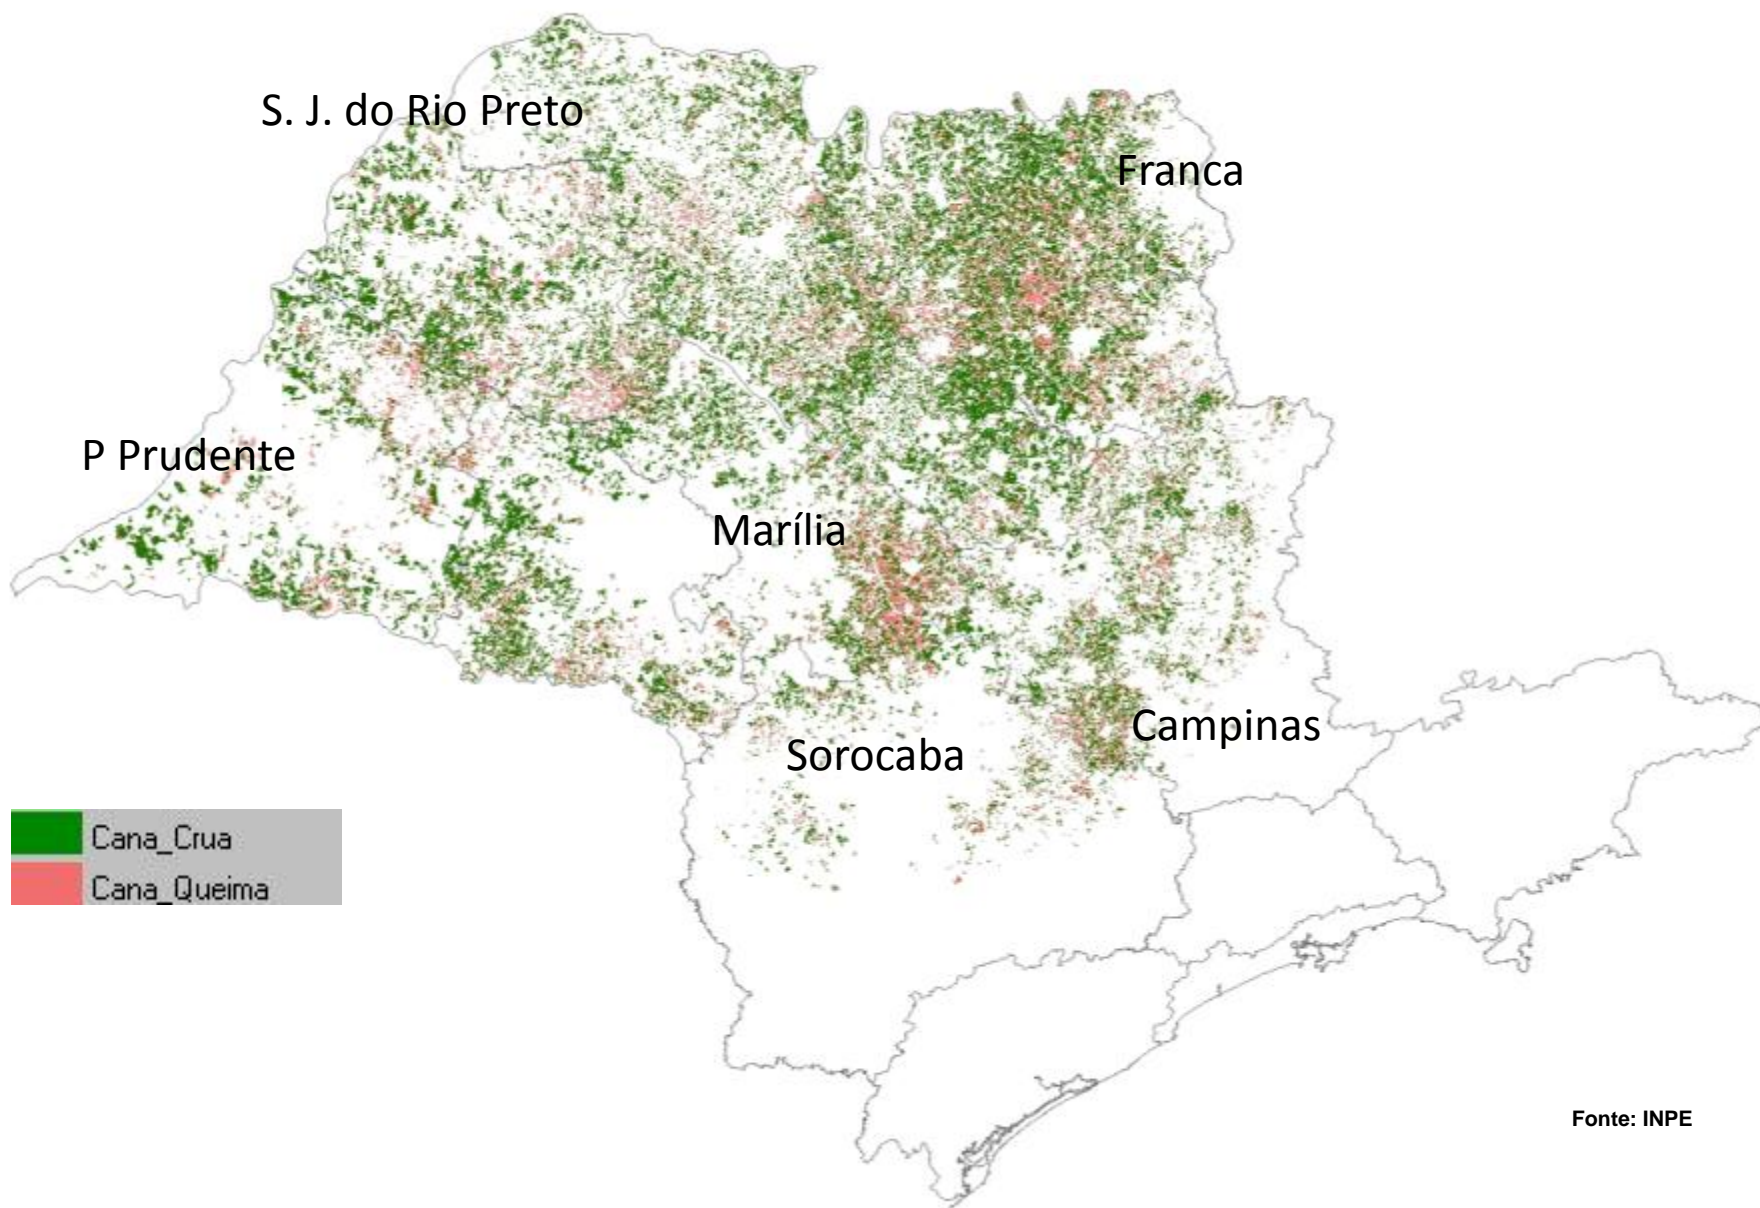 S. J. do Rio Preto
Franca
P Prudente
Marília
Campinas
Sorocaba
Cana_Crua
Cana_Queima
Fonte: INPE